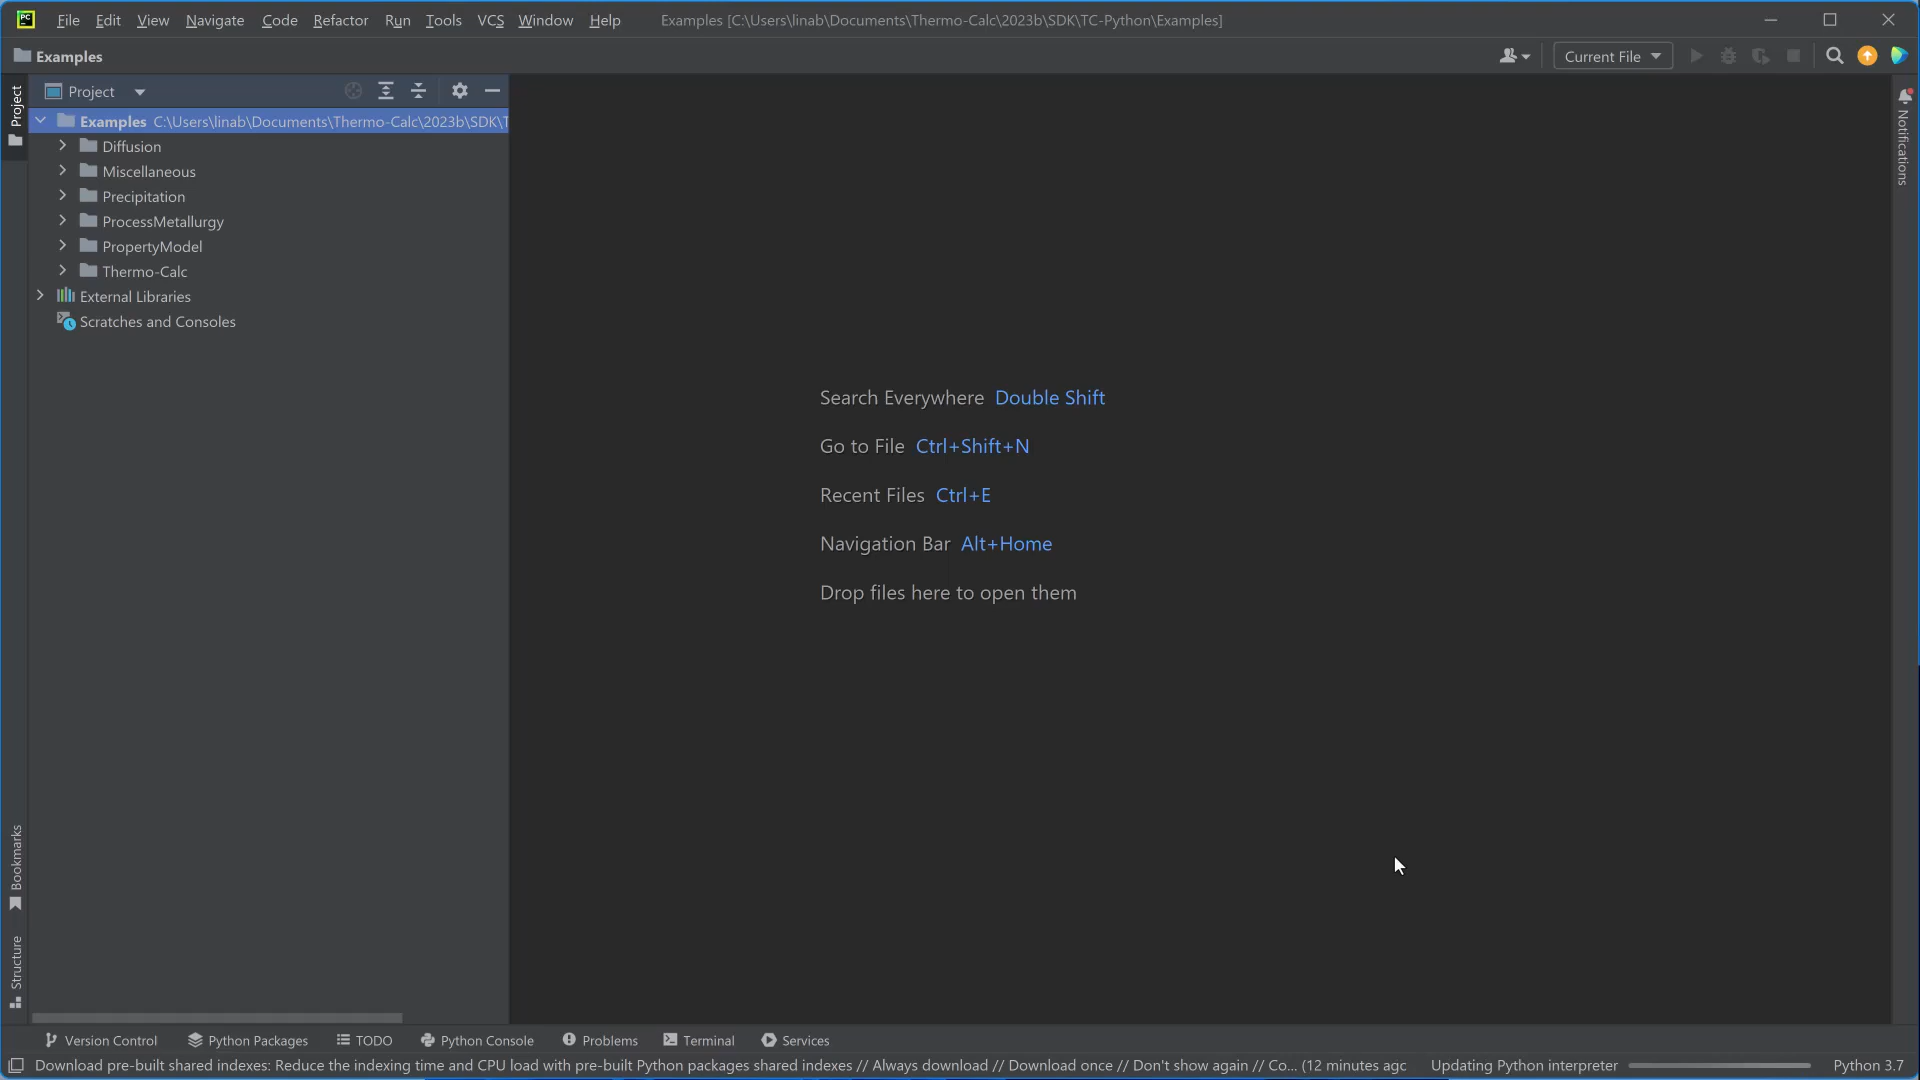 PC File Edit View Navigate Code Refactor Run Tools VCS Window Help Examples [C:\Users\linab\Documents\Thermo-Calc\2023b\SDK\TC-Python\Examples]
Examples Current File
Project
Project
Notifications
Examples C:\Users\linab\Documents\Thermo-Calc\2023b\SDK\T
Diffusion
Miscellaneous
Precipitation
ProcessMetallurgy
PropertyModel
Thermo-Calc
External Libraries
Scratches and Consoles
Search Everywhere Double Shift
Go to File Ctrl+Shift+N
Recent Files Ctrl+E
Navigation Bar Alt+Home
Drop files here to open them
Bookmarks
Structure
Version Control Python Packages TODO Python Console Problems Terminal Services
Download pre-built shared indexes: Reduce the indexing time and CPU load with pre-built Python packages shared indexes // Always download // Download once // Don't show again // Co... (12 minutes agc Updating Python interpreter Python 3.7